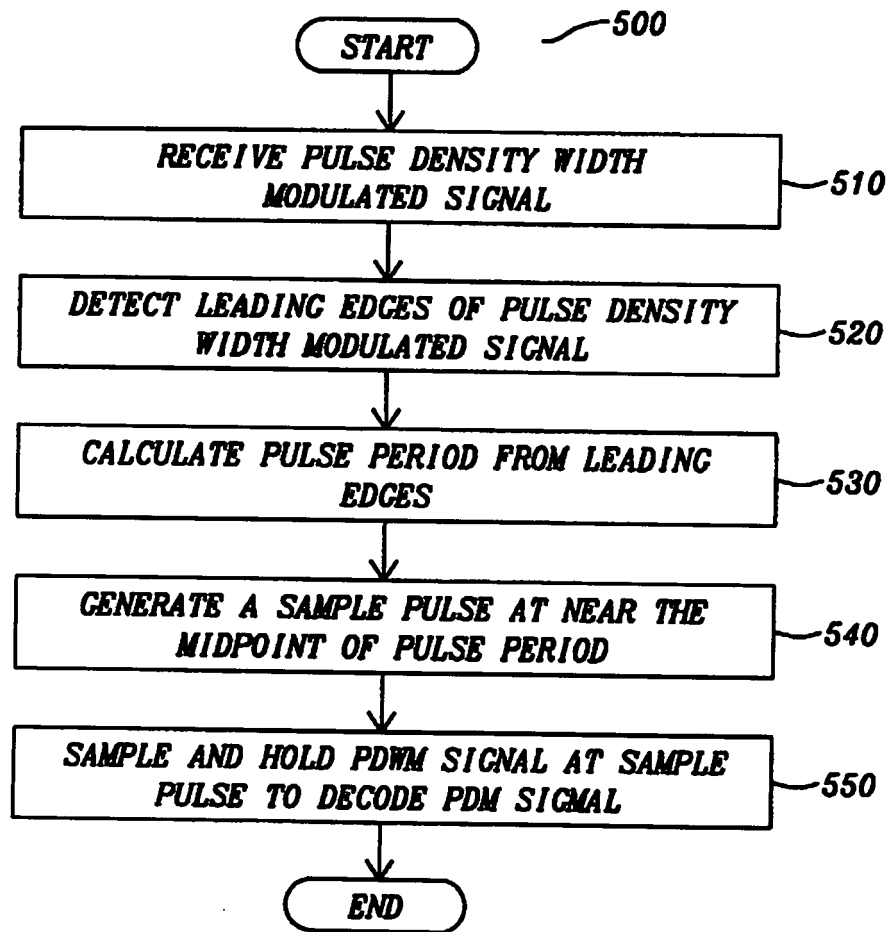 START
500
RECEIVE PULSE DENSITY WIDTH
MODULATED SIGNAL
510
DETECT LEADING EDGES OF PULSE DENSITY
WIDTH MODULATED SIGNAL
520
CALCULATE PULSE PERIOD FROM LEADING
EDGES
530
GENERATE A SAMPLE PULSE AT NEAR THE
MIDPOINT OF PULSE PERIOD
540
SAMPLE AND HOLD PDWM SIGNAL AT SAMPLE
PULSE TO DECODE PDM SIGMAL
550
END